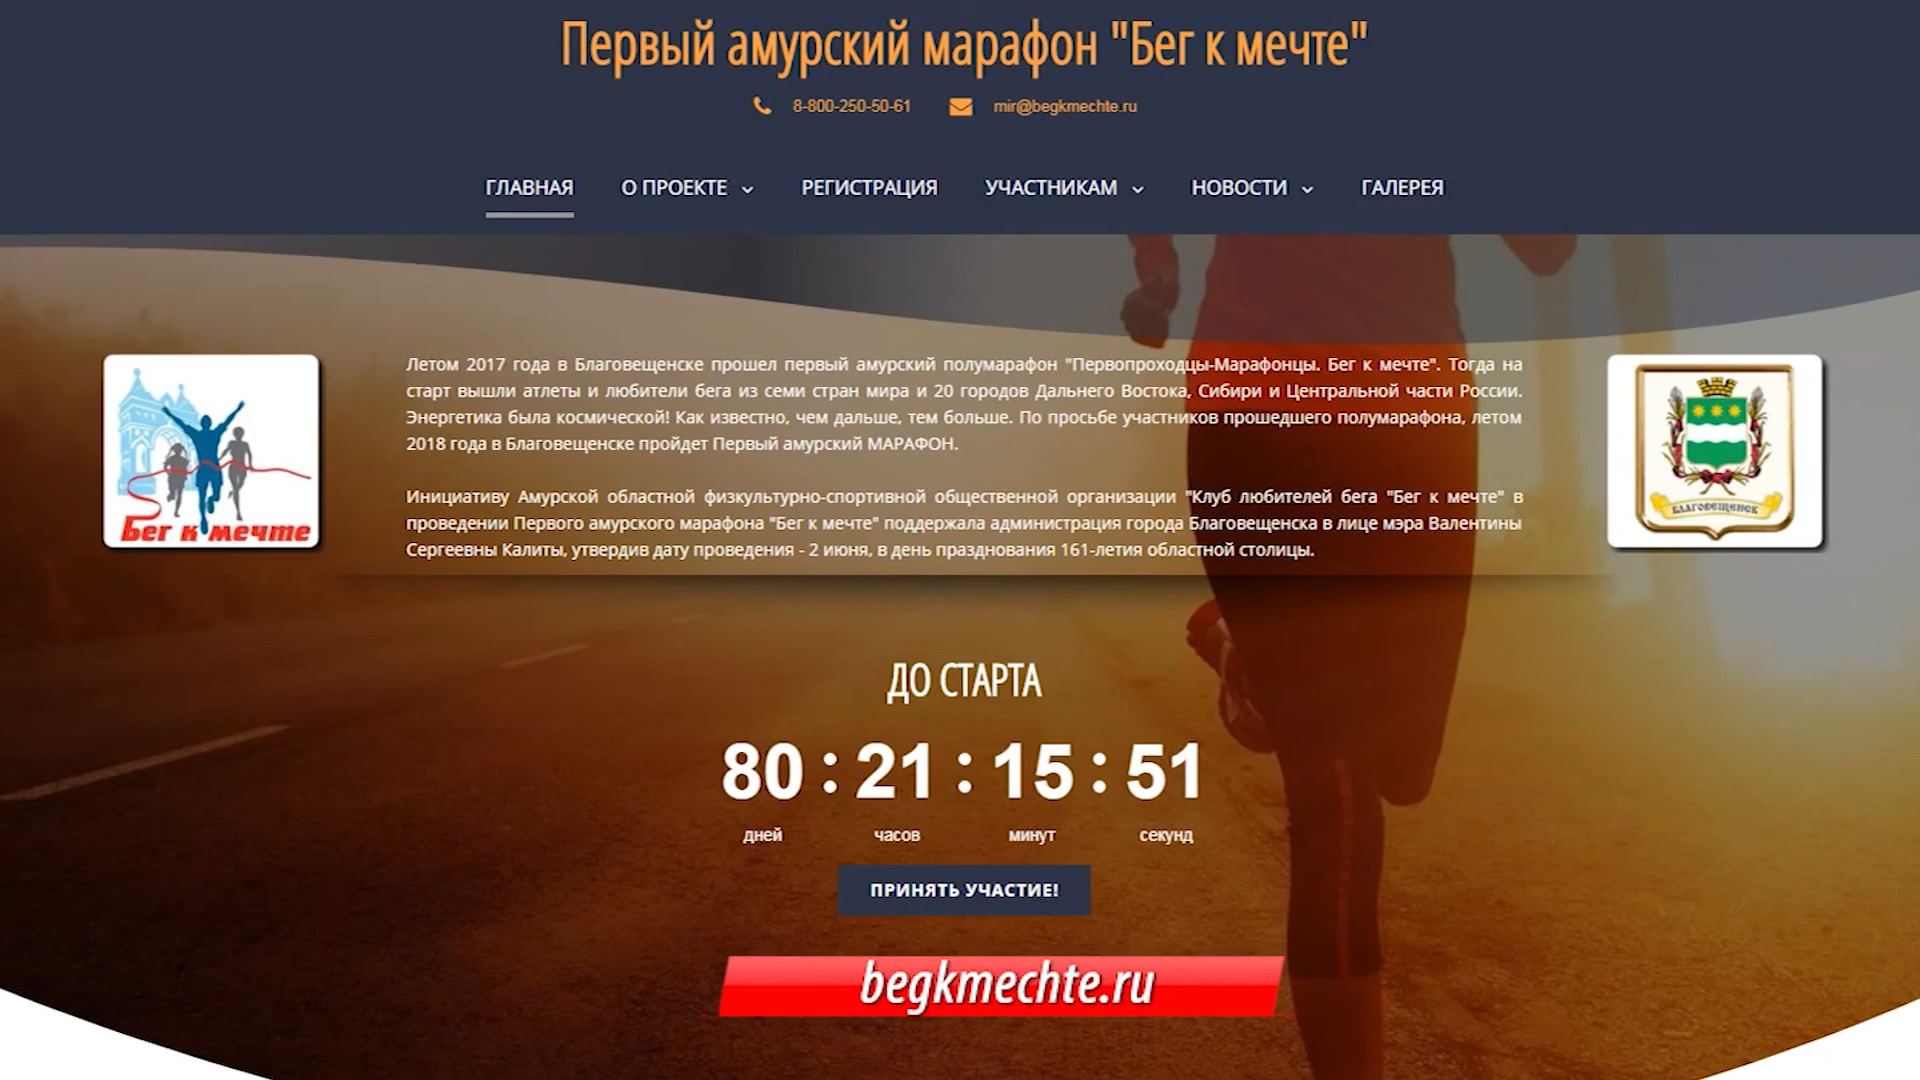 Первый амурский марафон "Бег к мечте"
8-800-250-50-61 mir@begkmechte.ru
ГЛАВНАЯ О ПРОЕКТЕ РЕГИСТРАЦИЯ УЧАСТНИКАМ НОВОСТИ ГАЛЕРЕЯ
Летом 2017 года в Благовещенске прошел первый амурский полумарафон "Первопроходцы-Марафонцы. Бег к мечте". Тогда на
старт вышли атлеты и любители бега из семи стран мира и 20 городов Дальнего Востока, Сибири и Центральной части России.
Энергетика была космической! Как известно, чем дальше, тем больше. По просьбе участников прошедшего полумарафона, летом
2018 года в Благовещенске пройдет Первый амурский МАРАФОН.
Инициативу Амурской областной физкультурно-спортивной общественной организации "Клуб любителей бега "Бег к мечте" в
проведении Первого амурского марафона "Бег к мечте" поддержала администрация города Благовещенска в лице мэра Валентины
Сергеевны Калиты, утвердив дату проведения - 2 июня, в день празднования 161-летия областной столицы.
Бег к мечте
БЛАГОВЕЩЕНСК
ДО СТАРТА
80 : 21 : 15 : 51
дней часов минут секунд
ПРИНЯТЬ УЧАСТИЕ!
begkmechte.ru